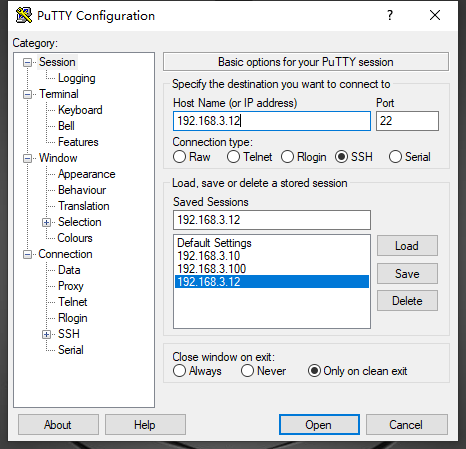 PuTTY Configuration
? ×
Category:
Session
Logging
Terminal
Keyboard
Bell
Features
Window
Appearance
Behaviour
Translation
Selection
Colours
Connection
Data
Proxy
Telnet
Rlogin
SSH
Serial
Basic options for your PuTTY session
Specify the destination you want to connect to
Host Name (or IP address) Port
192.168.3.12 22
Connection type:
Raw Telnet Rlogin SSH Serial
Load, save or delete a stored session
Saved Sessions
192.168.3.12
Default Settings
192.168.3.10
192.168.3.100
192.168.3.12
Load
Save
Delete
Close window on exit:
Always Never Only on clean exit
About Help Open Cancel